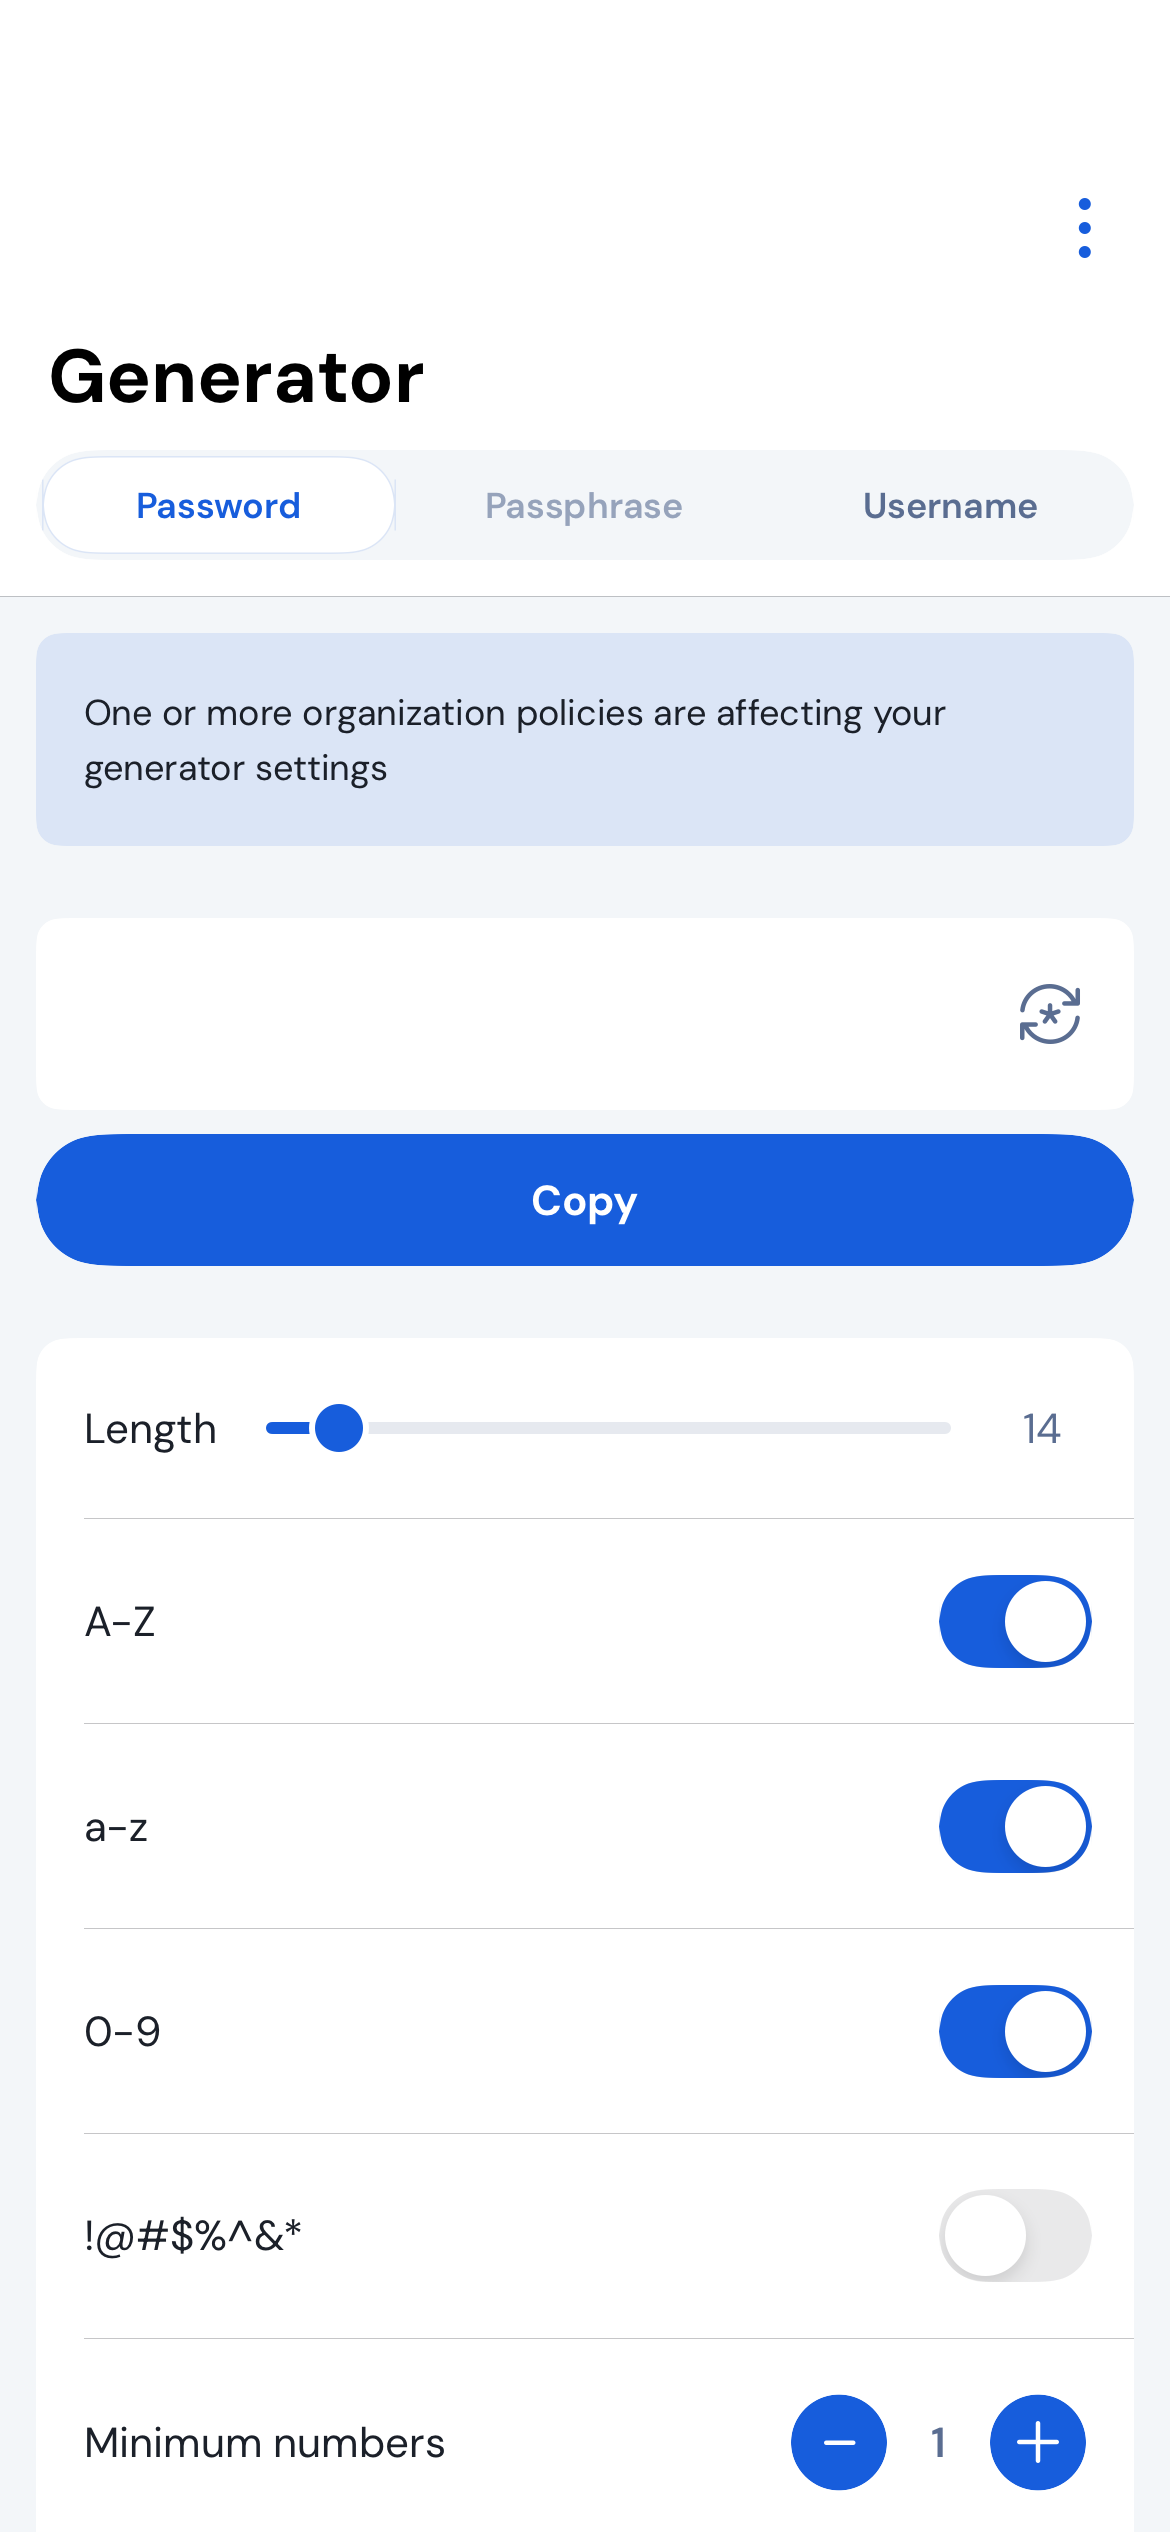 Generator
Password Passphrase Username
One or more organization policies are affecting your
generator settings
Copy
Length 14
A-Z
a-z
0-9
!@#$%^&*
Minimum numbers 1